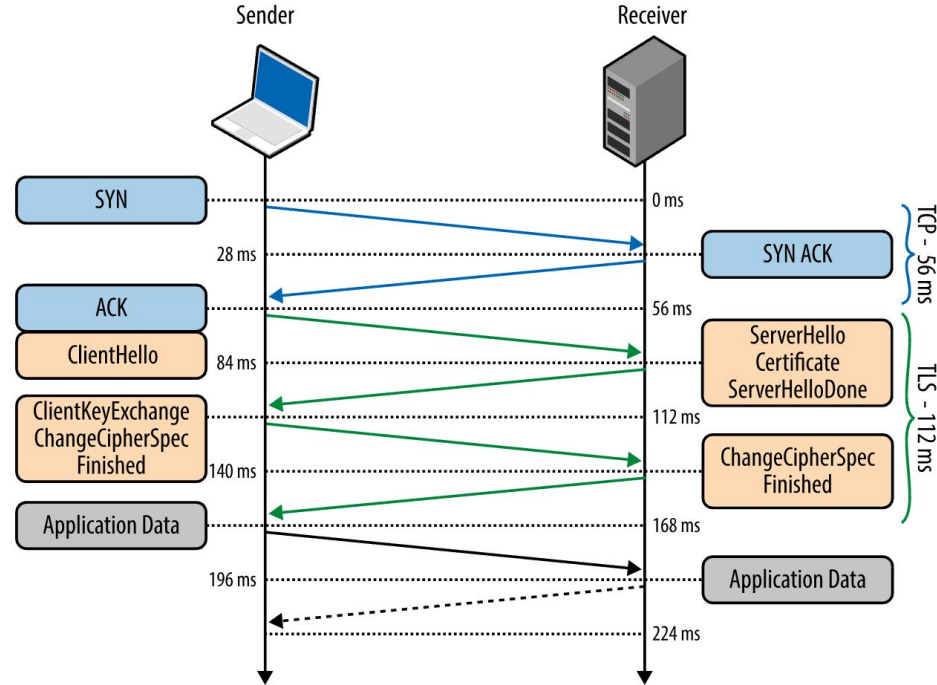 Sender
Receiver
SYN
0 ms
TCP - 56 ms
28 ms
SYN ACK
ACK
56 ms
ClientHello
84 ms
ServerHello
Certificate
ServerHelloDone
TLS - 112 ms
ClientKeyExchange
ChangeCipherSpec
Finished
112 ms
140 ms
ChangeCipherSpec
Finished
Application Data
168 ms
196 ms
Application Data
224 ms